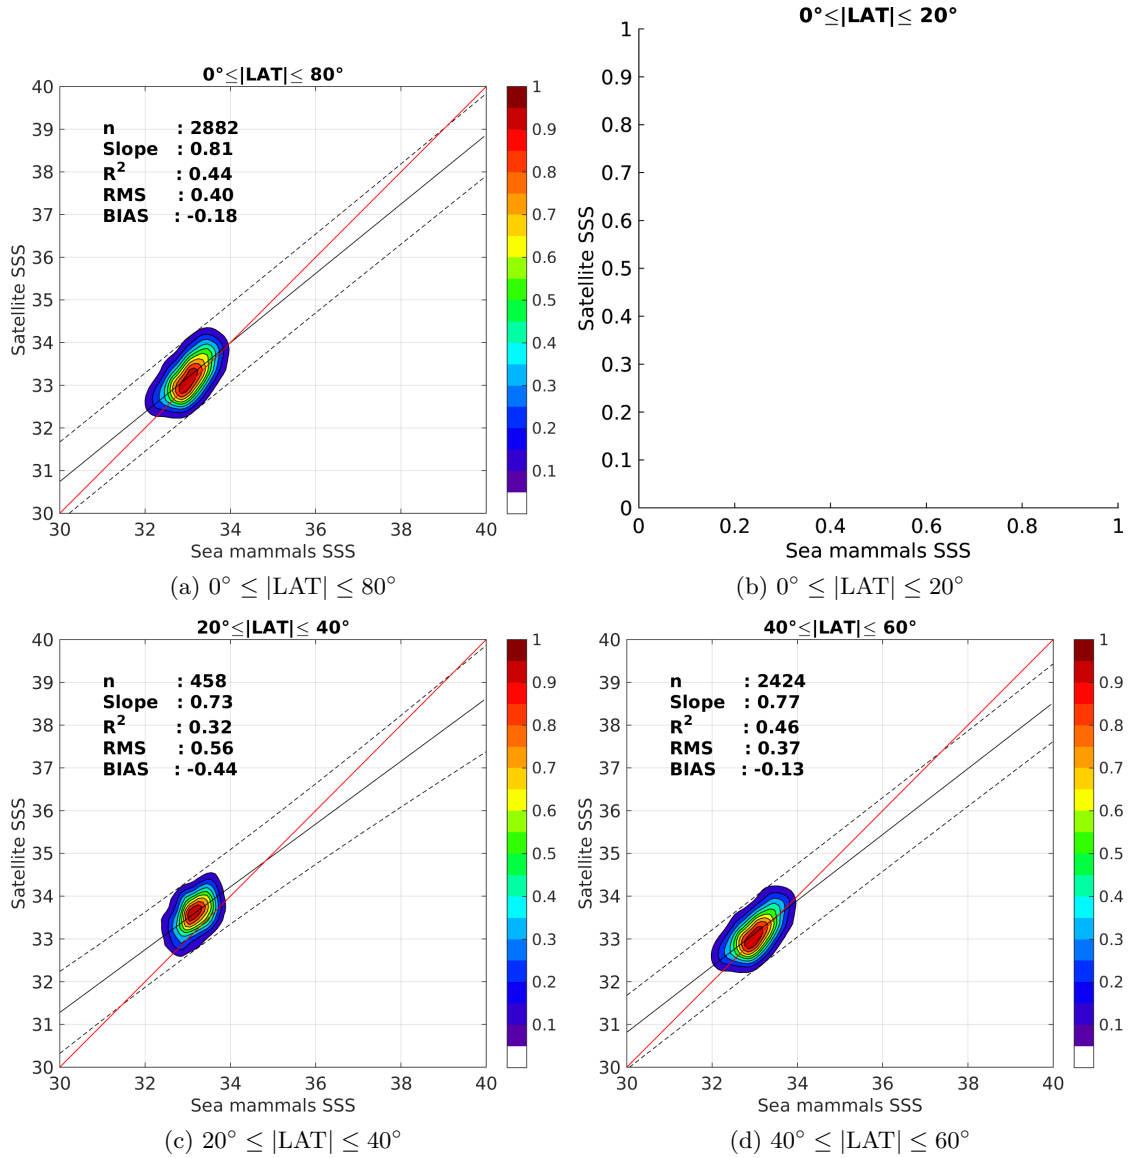 0°≤|LAT|≤ 80°
n : 2882
Slope : 0.81
R² : 0.44
RMS : 0.40
BIAS : -0.18
40
39
38
37
36
35
34
33
32
31
30
30 32 34 36 38 40
Satellite SSS
Sea mammals SSS
1
0.9
0.8
0.7
0.6
0.5
0.4
0.3
0.2
0.1
(a) 0° ≤ |LAT| ≤ 80°
0°≤|LAT|≤ 20°
1
0.9
0.8
0.7
0.6
0.5
0.4
0.3
0.2
0.1
0
0 0.2 0.4 0.6 0.8 1
Satellite SSS
Sea mammals SSS
(b) 0° ≤ |LAT| ≤ 20°
20°≤|LAT|≤ 40°
n : 458
Slope : 0.73
R² : 0.32
RMS : 0.56
BIAS : -0.44
40
39
38
37
36
35
34
33
32
31
30
30 32 34 36 38 40
Satellite SSS
Sea mammals SSS
1
0.9
0.8
0.7
0.6
0.5
0.4
0.3
0.2
0.1
(c) 20° ≤ |LAT| ≤ 40°
40°≤|LAT|≤ 60°
n : 2424
Slope : 0.77
R² : 0.46
RMS : 0.37
BIAS : -0.13
40
39
38
37
36
35
34
33
32
31
30
30 32 34 36 38 40
Satellite SSS
Sea mammals SSS
1
0.9
0.8
0.7
0.6
0.5
0.4
0.3
0.2
0.1
(d) 40° ≤ |LAT| ≤ 60°